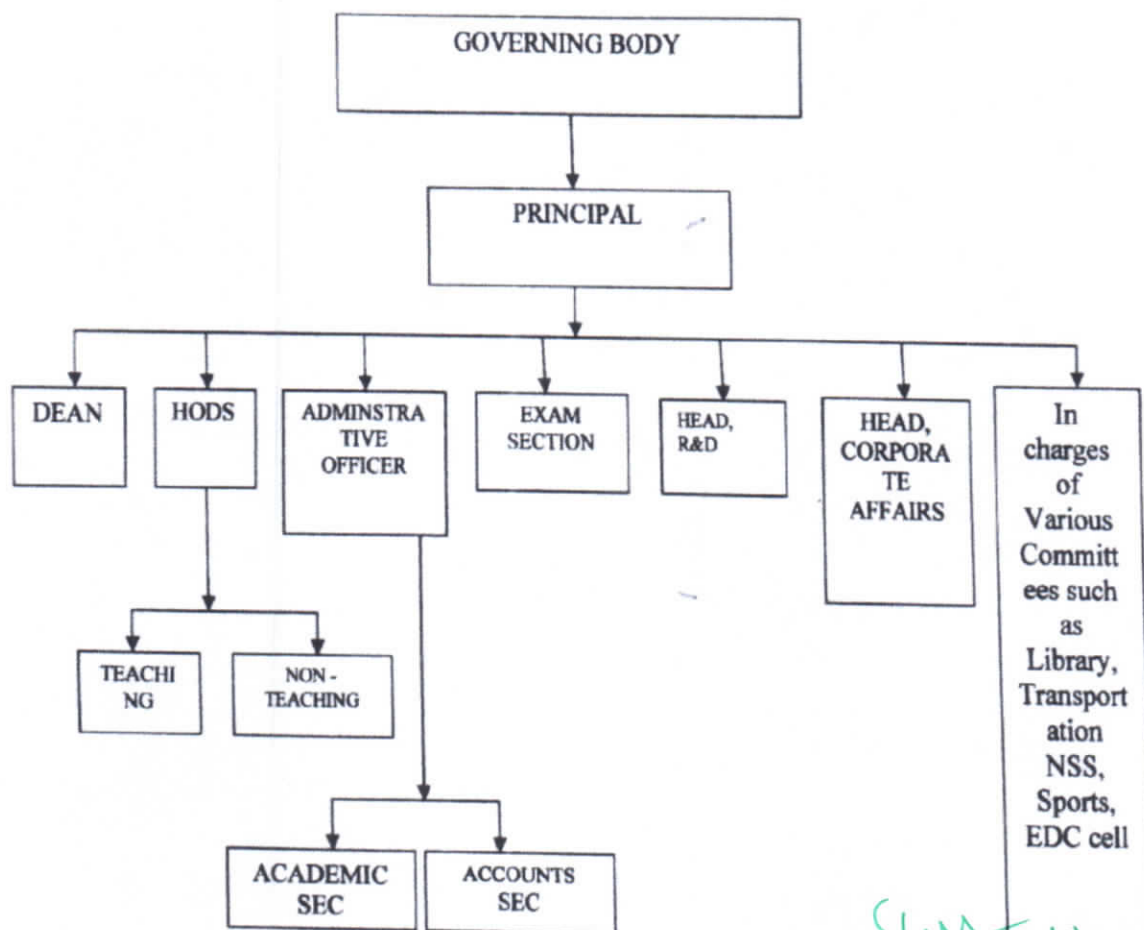 GOVERNING BODY
PRINCIPAL
DEAN
HODS
ADMINSTRA
TIVE
OFFICER
EXAM
SECTION
HEAD,
R&D
HEAD,
CORPORA
TE
AFFAIRS
In
charges
of
Various
Committ
ees such
as
Library,
Transport
ation
NSS,
Sports,
EDC cell
TEACHI
NG
NON -
TEACHING
ACADEMIC
SEC
ACCOUNTS
SEC